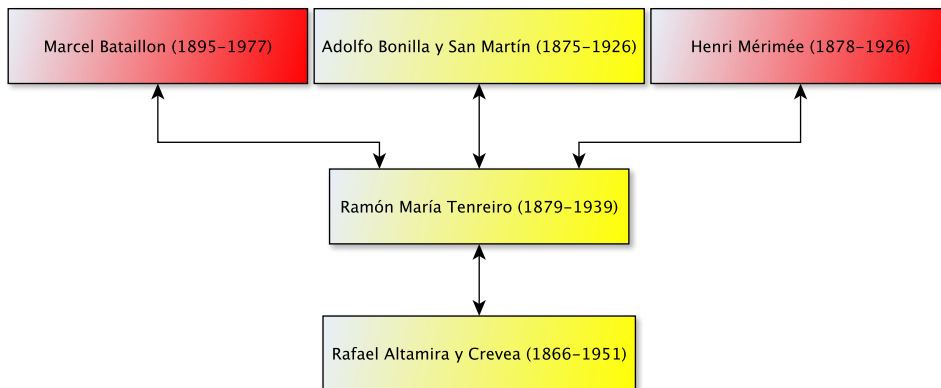 Marcel Bataillon (1895-1977)
Adolfo Bonilla y San Martín (1875-1926)
Henri Mérimée (1878-1926)
Ramón María Tenreiro (1879-1939)
Rafael Altamira y Crevea (1866-1951)